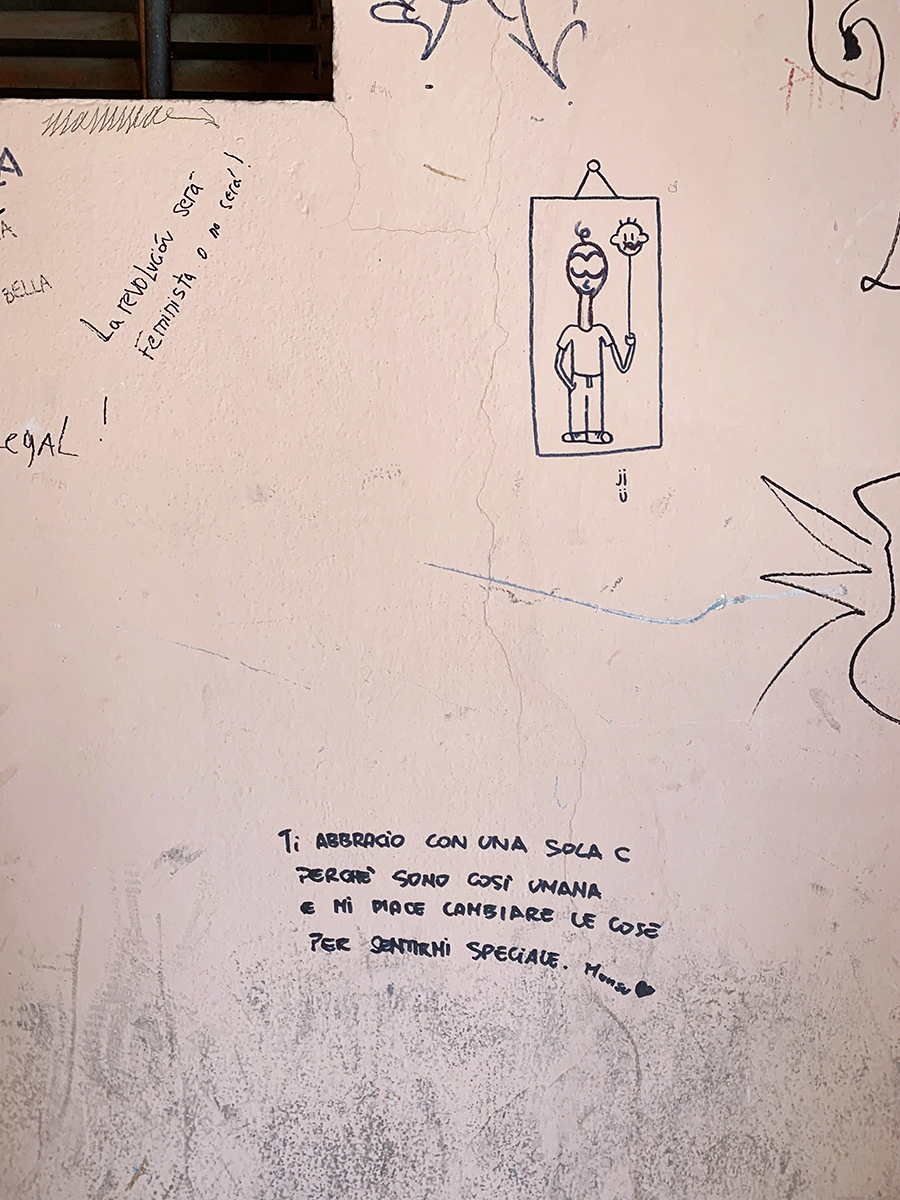 BELLA
La revolución será
feminista o no será!
egAL!
ji
ü
Ti ABBRACIO CON UNA SOLA C
PERCHÈ SONO COSÌ UMANA
E MI PIACE CAMBIARE LE COSE
PER SENTIRMI SPECIALE.